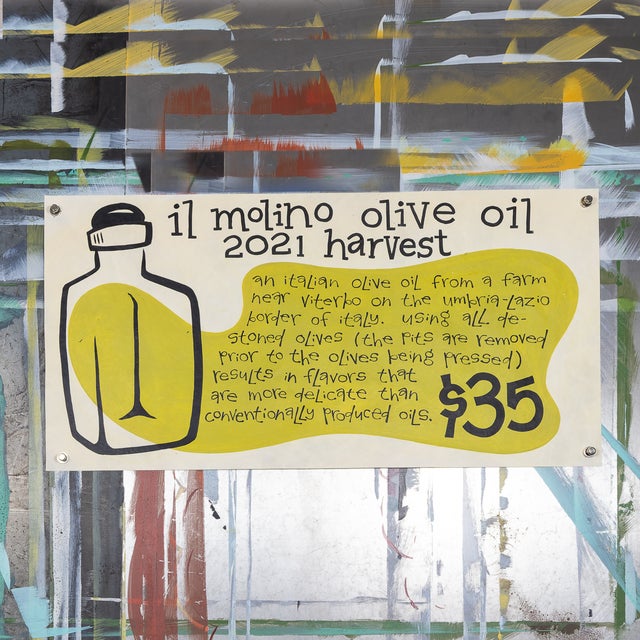 il molino olive oil
2021 harvest
an italian olive oil from a farm
near viterbo on the umbria-lazio
border of italy. using all de-
stoned olives (the pits are removed
prior to the olives being pressed)
results in flavors that
are more delicate than
conventionally produced oils.
$35